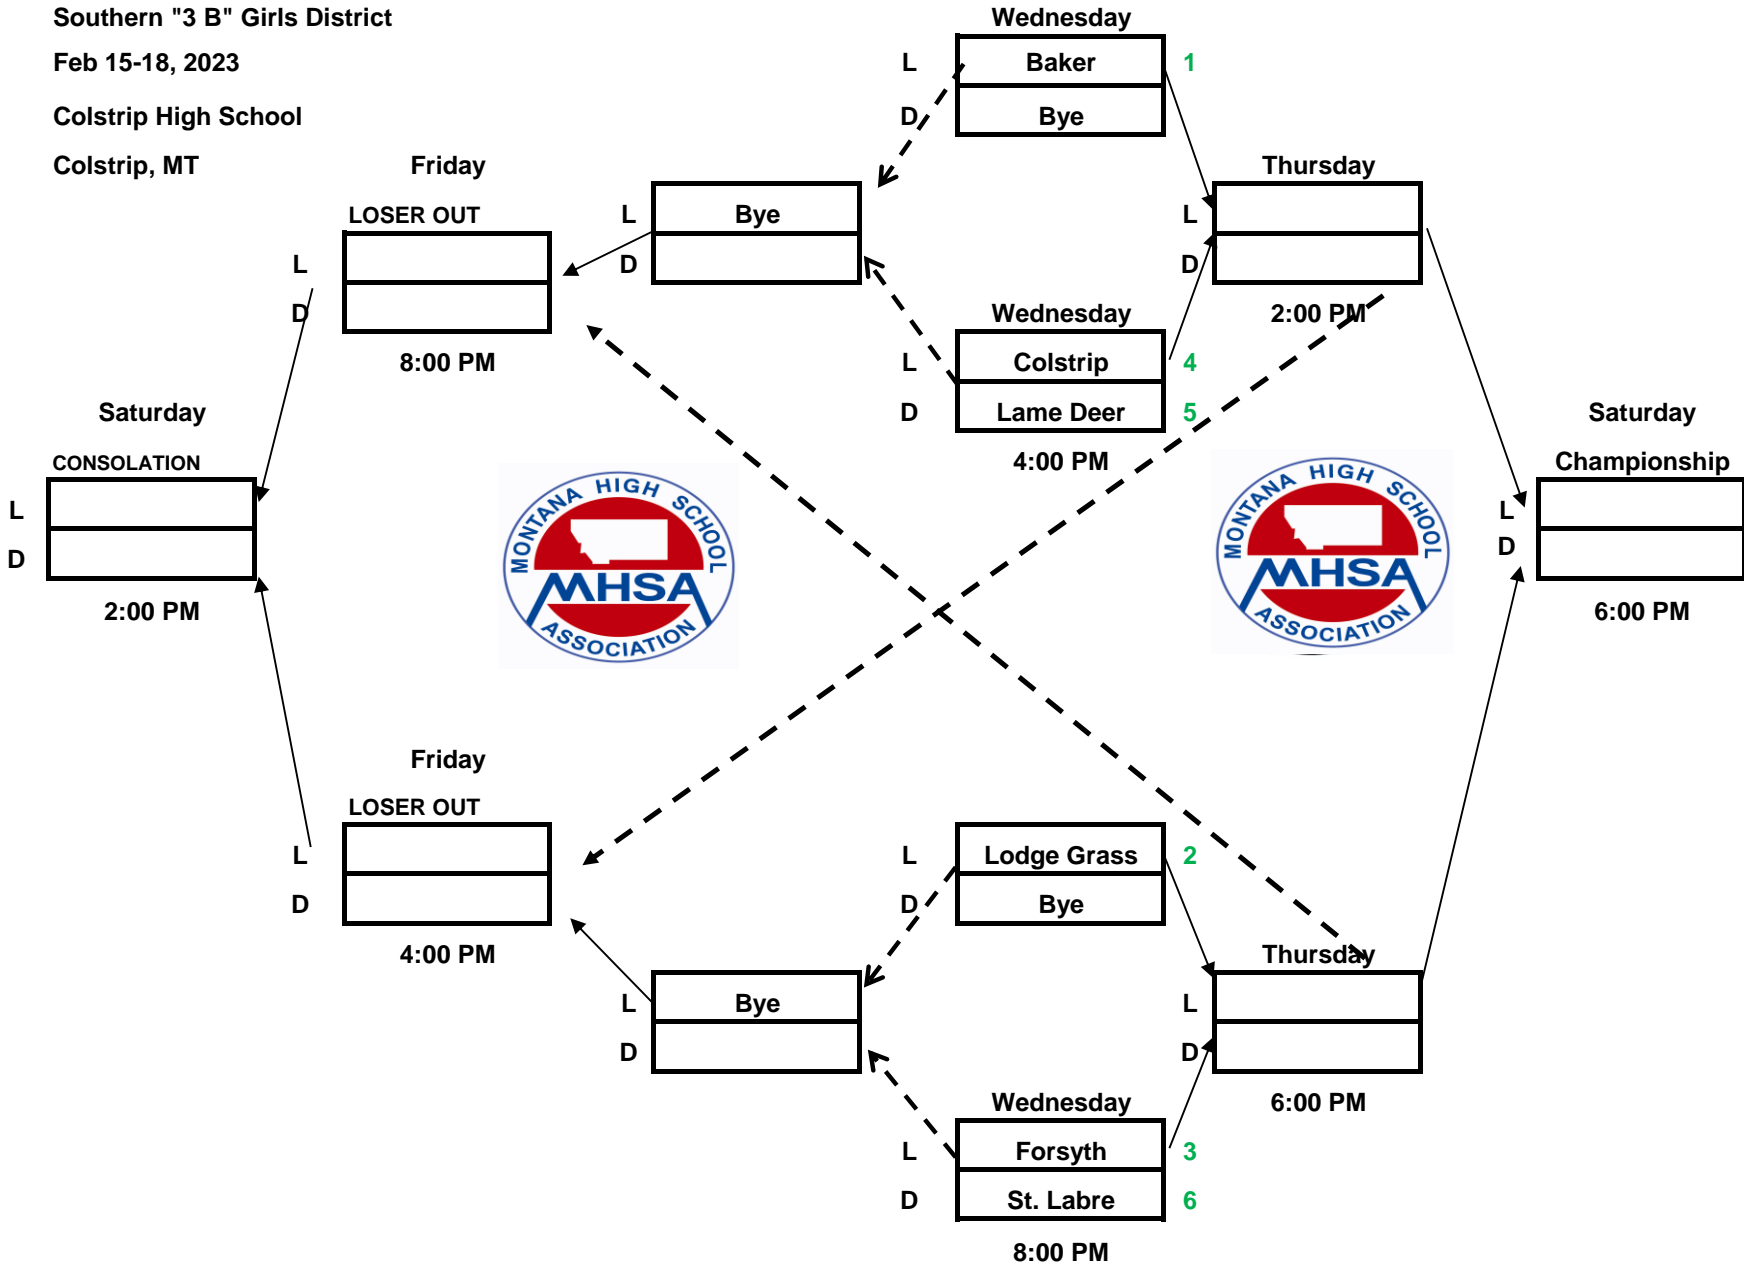 Southern "3 B" Girls District
Wednesday
Feb 15-18, 2023
L Baker 1
Colstrip High School
D Bye
Colstrip, MT
Friday
Thursday
LOSER OUT
L Bye
L
L
D
D
D
Wednesday
2:00 PM
8:00 PM
L Colstrip 4
Saturday
D Lame Deer 5
Saturday
CONSOLATION
4:00 PM
Championship
L
D
2:00 PM
MONTANA HIGH SCHOOL
MHSA
ASSOCIATION
MONTANA HIGH SCHOOL
MHSA
ASSOCIATION
L
D
6:00 PM
Friday
LOSER OUT
L
D
4:00 PM
L Lodge Grass 2
D Bye
Thursday
L Bye
D
L
D
6:00 PM
Wednesday
L Forsyth 3
D St. Labre 6
8:00 PM